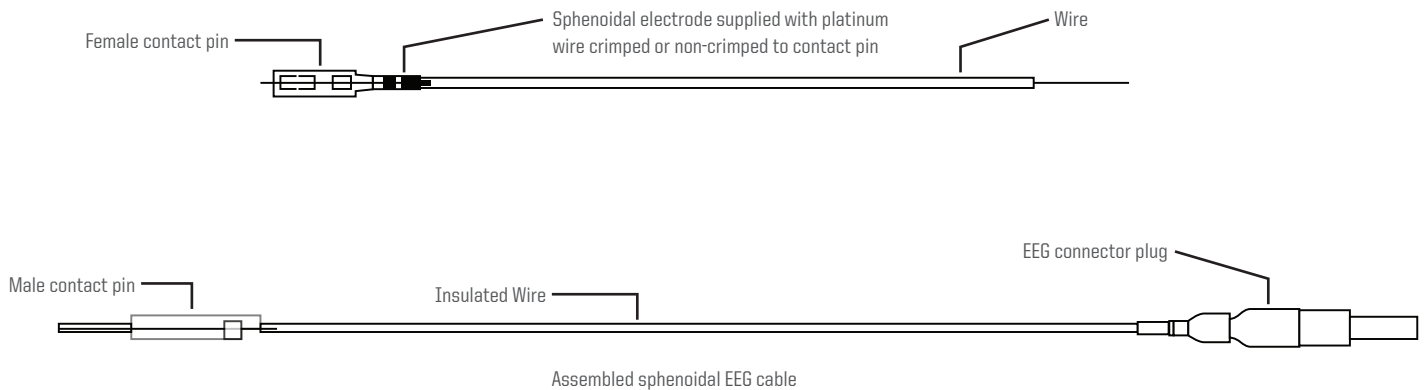 Sphenoidal electrode supplied with platinum
wire crimped or non-crimped to contact pin
Wire
Female contact pin
EEG connector plug
Male contact pin
Insulated Wire
Assembled sphenoidal EEG cable